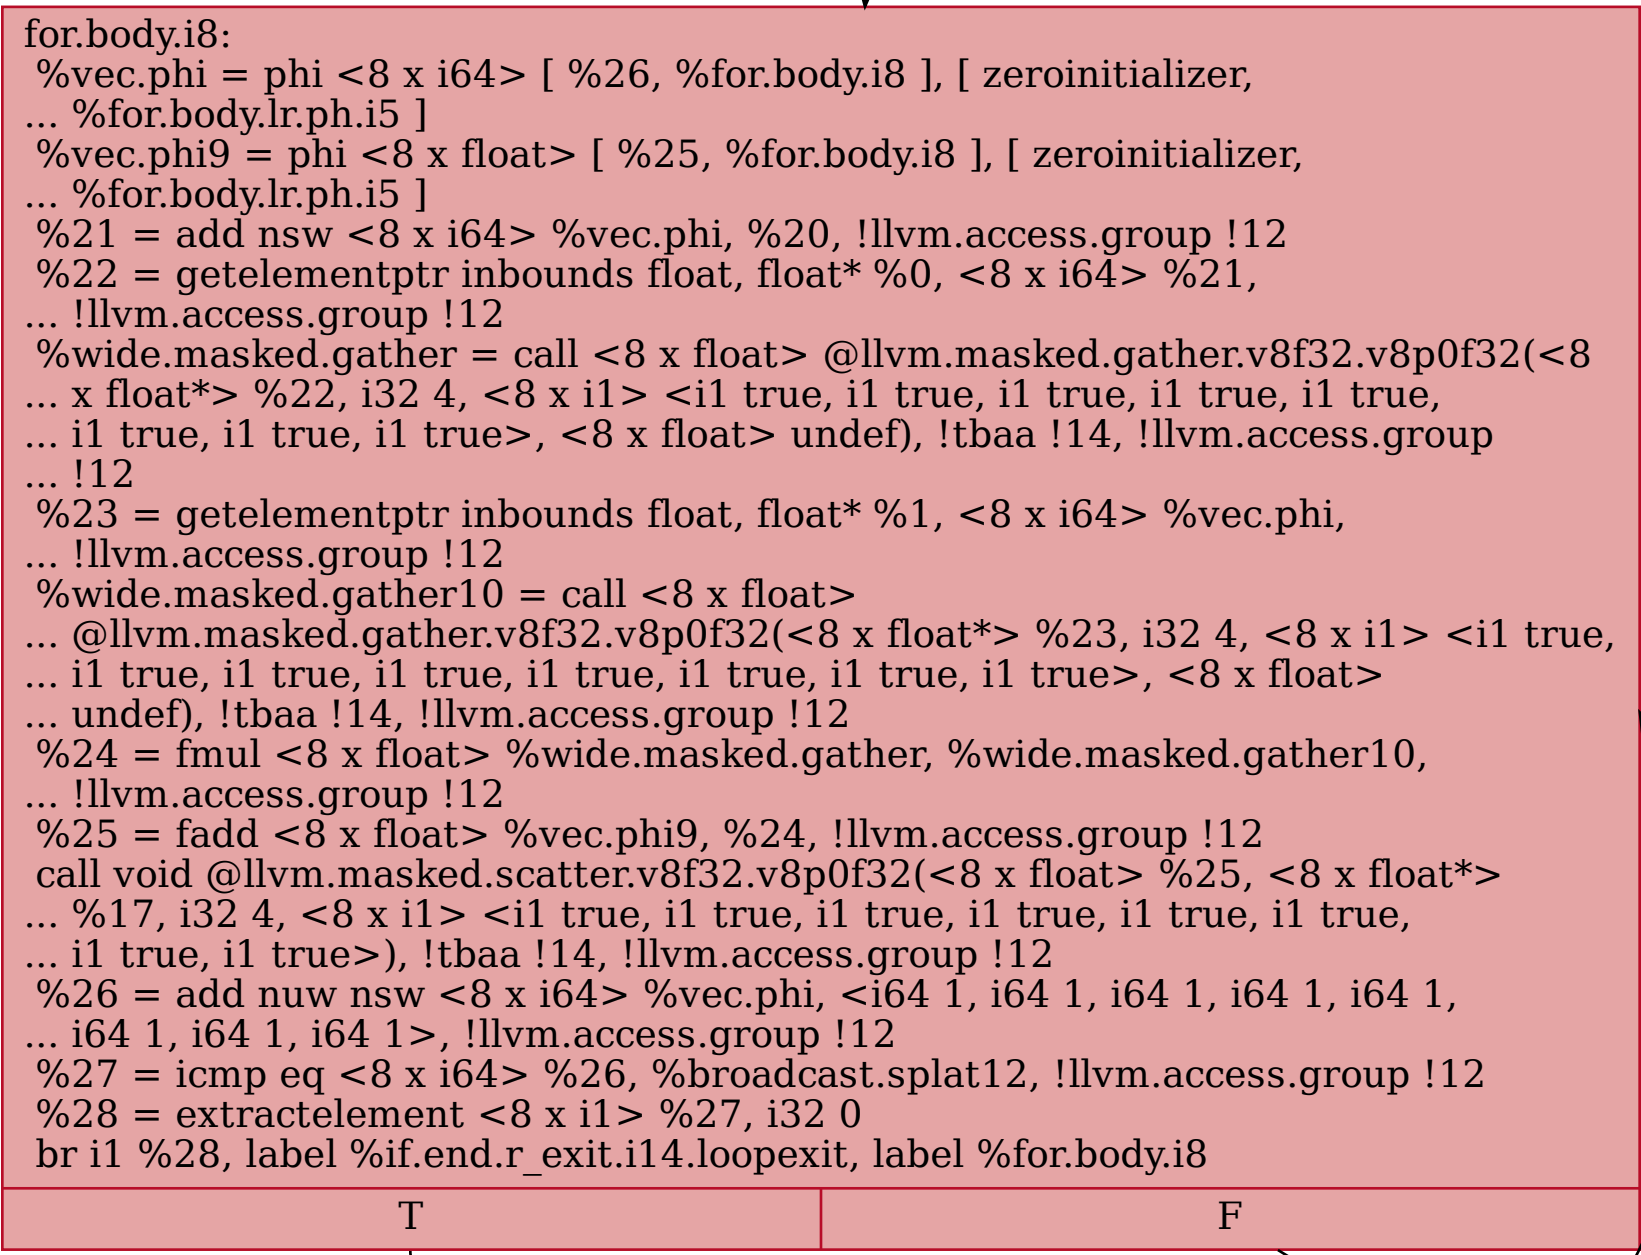 for.body.i8:
%vec.phi = phi <8 x i64> [ %26, %for.body.i8 ], [ zeroinitializer,
... %for.body.lr.ph.i5 ]
%vec.phi9 = phi <8 x float> [ %25, %for.body.i8 ], [ zeroinitializer,
... %for.body.lr.ph.i5 ]
%21 = add nsw <8 x i64> %vec.phi, %20, !llvm.access.group !12
%22 = getelementptr inbounds float, float* %0, <8 x i64> %21,
... !llvm.access.group !12
%wide.masked.gather = call <8 x float> @llvm.masked.gather.v8f32.v8p0f32(<8
... x float*> %22, i32 4, <8 x i1> <i1 true, i1 true, i1 true, i1 true, i1 true,
... i1 true, i1 true, i1 true>, <8 x float> undef), !tbaa !14, !llvm.access.group
... !12
%23 = getelementptr inbounds float, float* %1, <8 x i64> %vec.phi,
... !llvm.access.group !12
%wide.masked.gather10 = call <8 x float>
... @llvm.masked.gather.v8f32.v8p0f32(<8 x float*> %23, i32 4, <8 x i1> <i1 true,
... i1 true, i1 true, i1 true, i1 true, i1 true, i1 true, i1 true>, <8 x float>
... undef), !tbaa !14, !llvm.access.group !12
%24 = fmul <8 x float> %wide.masked.gather, %wide.masked.gather10,
... !llvm.access.group !12
%25 = fadd <8 x float> %vec.phi9, %24, !llvm.access.group !12
call void @llvm.masked.scatter.v8f32.v8p0f32(<8 x float> %25, <8 x float*>
... %17, i32 4, <8 x i1> <i1 true, i1 true, i1 true, i1 true, i1 true, i1 true,
... i1 true, i1 true>), !tbaa !14, !llvm.access.group !12
%26 = add nuw nsw <8 x i64> %vec.phi, <i64 1, i64 1, i64 1, i64 1, i64 1,
... i64 1, i64 1, i64 1>, !llvm.access.group !12
%27 = icmp eq <8 x i64> %26, %broadcast.splat12, !llvm.access.group !12
%28 = extractelement <8 x i1> %27, i32 0
br i1 %28, label %if.end.r_exit.i14.loopexit, label %for.body.i8
T
F